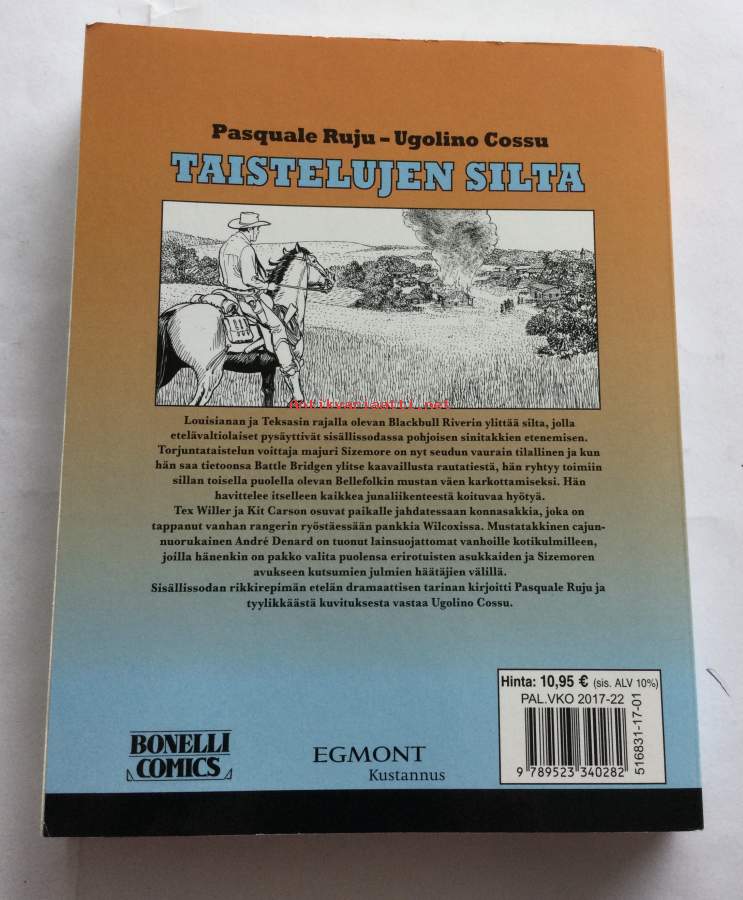 Pasquale Ruju – Ugolino Cossu
TAISTELUJEN SILTA
antikvariaatti.net
Louisianan ja Teksasin rajalla olevan Blackbull Riverin ylittää silta, jolla
etelävaltiolaiset pysäyttivät sisällissodassa pohjoisen sinitakkien etenemisen.
Torjuntataistelun voittaja majuri Sizemore on nyt seudun vaurain tilallinen ja kun
hän saa tietoonsa Battle Bridgen ylitse kaavaillusta rautatiestä, hän ryhtyy toimiin
sillan toisella puolella olevan Bellefolkin mustan väen karkottamiseksi. Hän
havittelee itselleen kaikkea junaliikenteestä koituvaa hyötyä.
Tex Willer ja Kit Carson osuvat paikalle jahdatessaan konnasakkia, joka on
tappanut vanhan rangerin ryöstäessään pankkia Wilcoxissa. Mustatakkinen cajun-
nuorukainen André Denard on tuonut lainsuojattomat vanhoille kotikulmilleen,
joilla hänenkin on pakko valita puolensa erirotuisten asukkaiden ja Sizemoren
avukseen kutsumien julmien häätäjien välillä.
Sisällissodan rikkirepimän etelän dramaattisen tarinan kirjoitti Pasquale Ruju ja
tyylikkäästä kuvituksesta vastaa Ugolino Cossu.
Hinta: 10,95 € (sis. ALV 10%)
PAL.VKO 2017-22
516831-17-01
9 789523 340282
BONELLI
COMICS
EGMONT
Kustannus